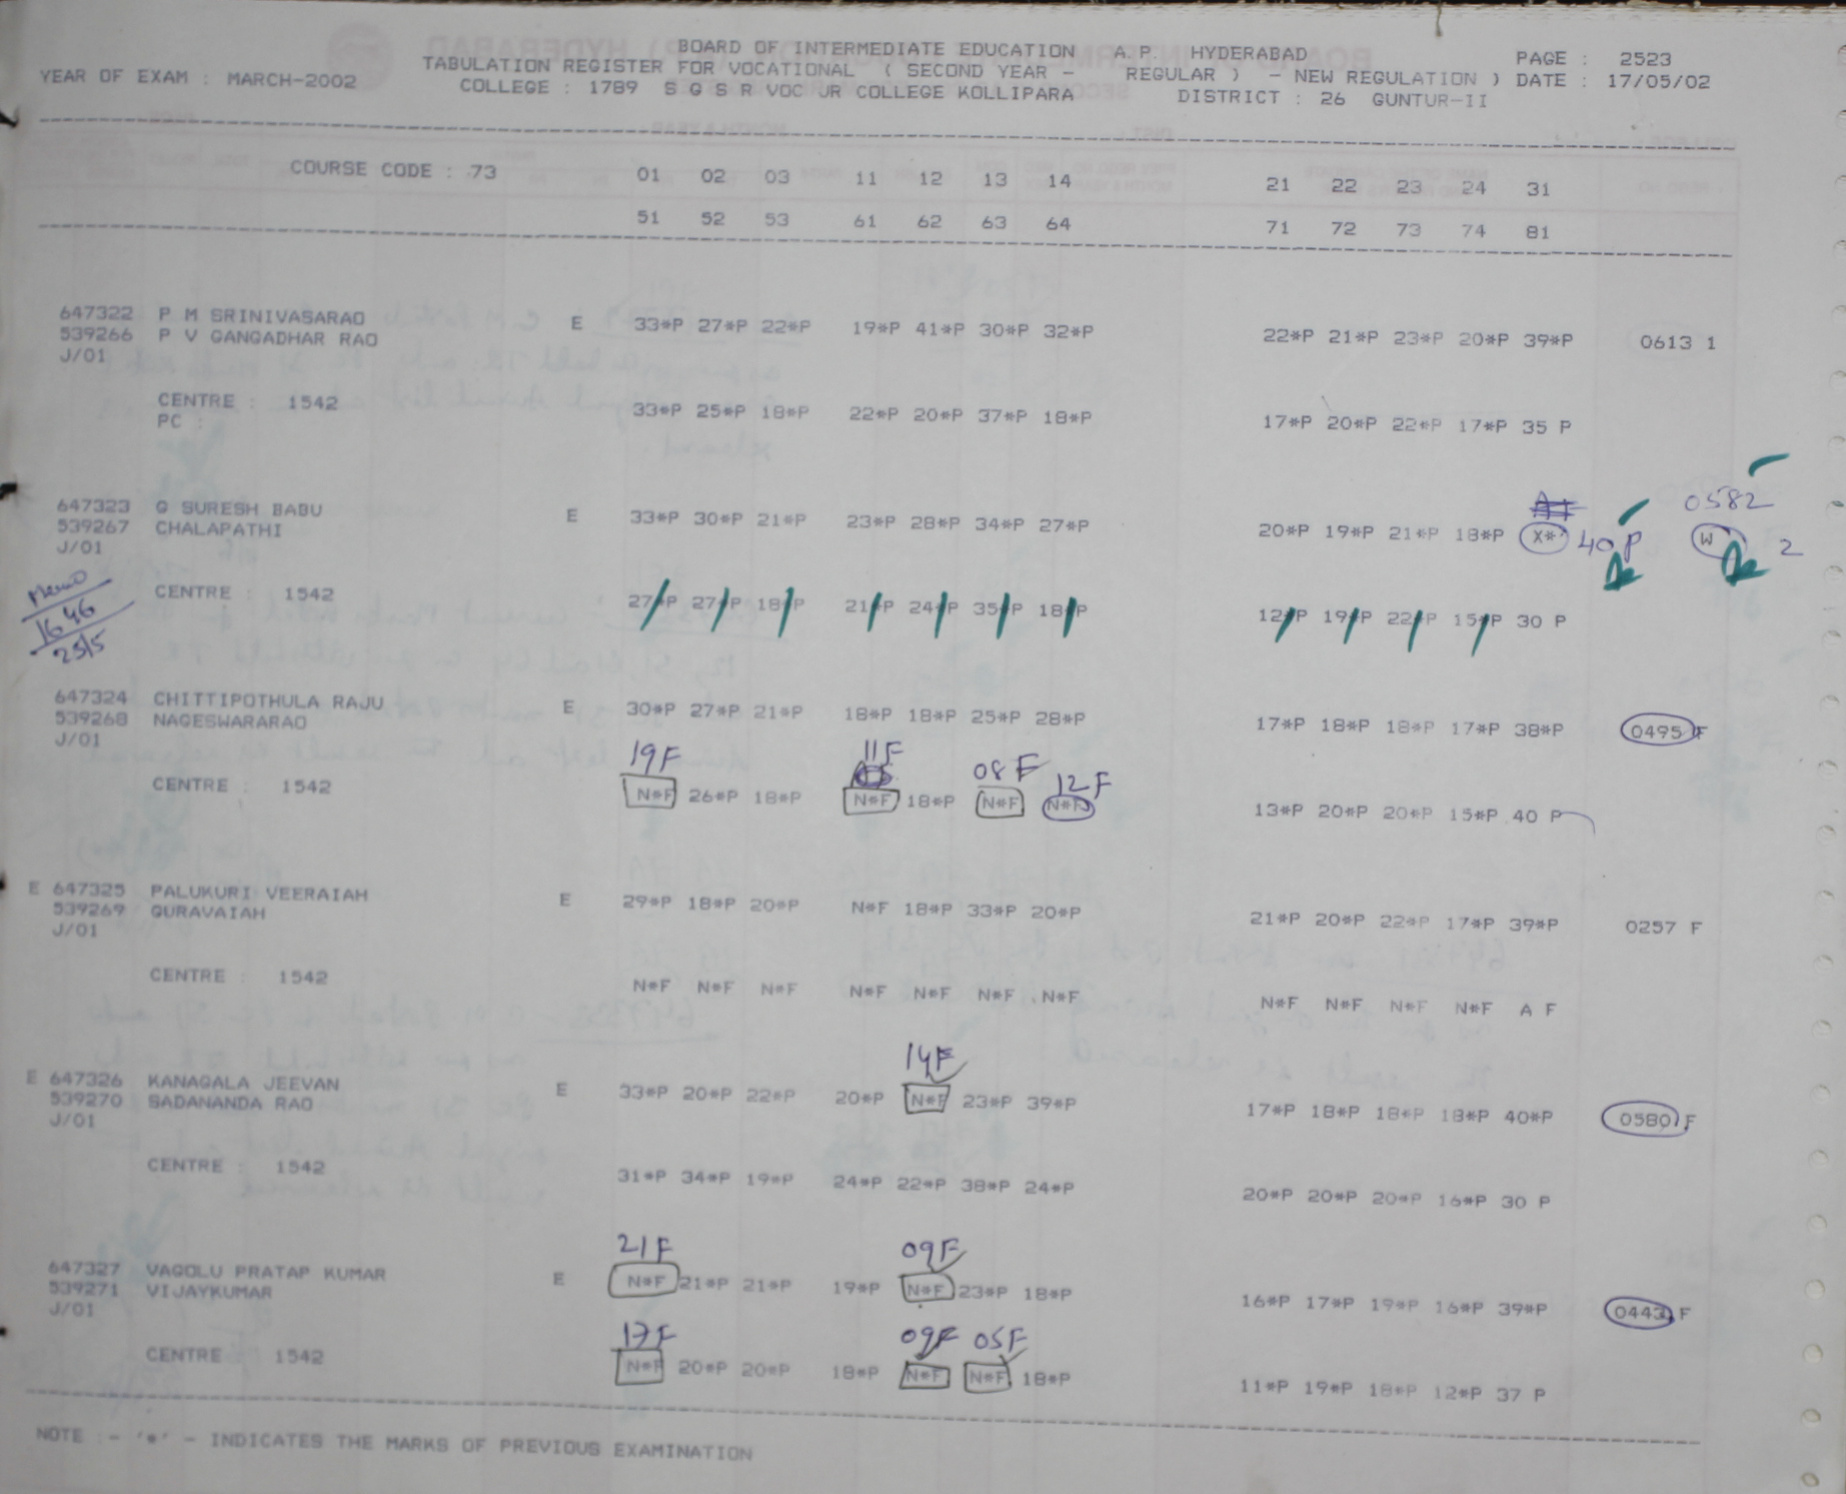 BOARD OF INTERMEDIATE EDUCATION A.P. HYDERABAD PAGE : 2523
YEAR OF EXAM : MARCH-2002 TABULATION REGISTER FOR VOCATIONAL ( SECOND YEAR - REGULAR ) - NEW REGULATION ) DATE : 17/05/02
COLLEGE : 1789 S G S R VOC JR COLLEGE KOLLIPARA DISTRICT : 26 GUNTUR-II
COURSE CODE : 73 01 02 03 11 12 13 14 21 22 23 24 31
51 52 53 61 62 63 64 71 72 73 74 81
647322 P M SRINIVASARAO E 33*P 27*P 22*P 19*P 41*P 30*P 32*P 22*P 21*P 23*P 20*P 39*P 0613 1
539266 P V GANGADHAR RAO
J/01
CENTRE : 1542 33*P 25*P 18*P 22*P 20*P 37*P 18*P 17*P 20*P 22*P 17*P 35 P
PC :
0582
647323 G SURESH BABU E 33*P 30*P 21*P 23*P 28*P 34*P 27*P 20*P 19*P 21*P 18*P X* 40 P W 2
539267 CHALAPATHI
J/01
CENTRE : 1542 27*P 27*P 18*P 21*P 24*P 35*P 18*P 12*P 19*P 22*P 15*P 30 P
Memo
1646
25/5
647324 CHITTIPOTHULA RAJU E 30*P 27*P 21*P 18*P 18*P 25*P 28*P 17*P 18*P 18*P 17*P 38*P 0495 F
539268 NAGESWARARAO
J/01
19F 11F 08F 12F
CENTRE : 1542 N*F 26*P 18*P N*F 18*P N*F N*F 13*P 20*P 20*P 15*P 40 P
E 647325 PALUKURI VEERAIAH E 29*P 18*P 20*P N*F 18*P 33*P 20*P 21*P 20*P 22*P 17*P 39*P 0257 F
539269 GURAVAIAH
J/01
CENTRE : 1542 N*F N*F N*F N*F N*F N*F N*F N*F N*F N*F N*F A F
14F
E 647326 KANAGALA JEEVAN E 33*P 20*P 22*P 20*P N*F 23*P 39*P 17*P 18*P 18*P 18*P 40*P 0580 F
539270 SADANANDA RAO
J/01
CENTRE : 1542 31*P 34*P 19*P 24*P 22*P 38*P 24*P 20*P 20*P 20*P 16*P 30 P
21F 09F
647327 VAGOLU PRATAP KUMAR E N*F 21*P 21*P 19*P N*F 23*P 18*P 16*P 17*P 19*P 16*P 39*P 0443 F
539271 VIJAYKUMAR
J/01
17F 09F 05F
CENTRE : 1542 N*F 20*P 20*P 18*P N*F N*F 18*P 11*P 19*P 18*P 12*P 37 P
NOTE :- '*' - INDICATES THE MARKS OF PREVIOUS EXAMINATION